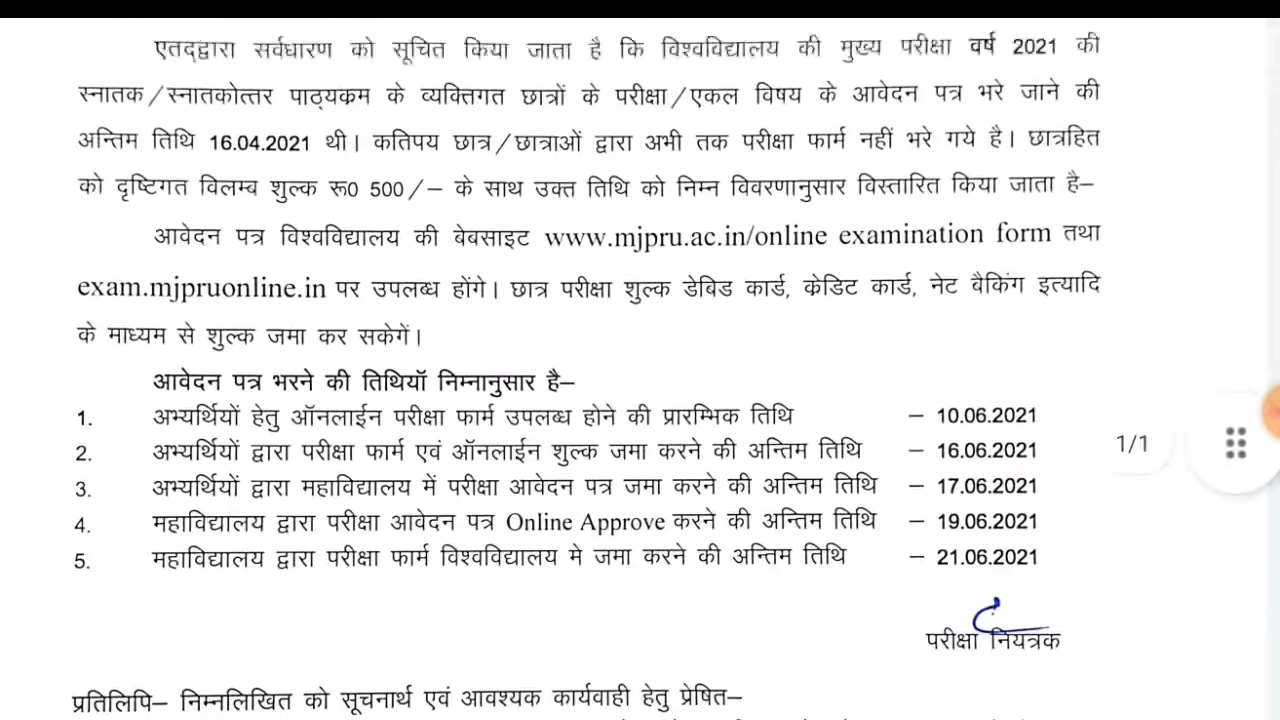 एतद्द्वारा सर्वधारण को सूचित किया जाता है कि विश्वविद्यालय की मुख्य परीक्षा वर्ष 2021 की
स्नातक/स्नातकोत्तर पाठ्यक्रम के व्यक्तिगत छात्रों के परीक्षा/एकल विषय के आवेदन पत्र भरे जाने की
अन्तिम तिथि 16.04.2021 थी। कतिपय छात्र/छात्राओं द्वारा अभी तक परीक्षा फार्म नहीं भरे गये है। छात्रहित
को दृष्टिगत विलम्ब शुल्क रू0 500/– के साथ उक्त तिथि को निम्न विवरणानुसार विस्तारित किया जाता है–
आवेदन पत्र विश्वविद्यालय की बेबसाइट www.mjpru.ac.in/online examination form तथा
exam.mjpruonline.in पर उपलब्ध होंगे। छात्र परीक्षा शुल्क डेबिड कार्ड, क्रेडिट कार्ड, नेट बैकिंग इत्यादि
के माध्यम से शुल्क जमा कर सकेगें।
आवेदन पत्र भरने की तिथियॉ निम्नानुसार है–
1. अभ्यर्थियों हेतु ऑनलाईन परीक्षा फार्म उपलब्ध होने की प्रारम्भिक तिथि – 10.06.2021
2. अभ्यर्थियों द्वारा परीक्षा फार्म एवं ऑनलाईन शुल्क जमा करने की अन्तिम तिथि – 16.06.2021
3. अभ्यर्थियों द्वारा महाविद्यालय में परीक्षा आवेदन पत्र जमा करने की अन्तिम तिथि – 17.06.2021
4. महाविद्यालय द्वारा परीक्षा आवेदन पत्र Online Approve करने की अन्तिम तिथि – 19.06.2021
5. महाविद्यालय द्वारा परीक्षा फार्म विश्वविद्यालय मे जमा करने की अन्तिम तिथि – 21.06.2021
1/1
परीक्षा नियत्रक
प्रतिलिपि– निम्नलिखित को सूचनार्थ एवं आवश्यक कार्यवाही हेतु प्रेषित–